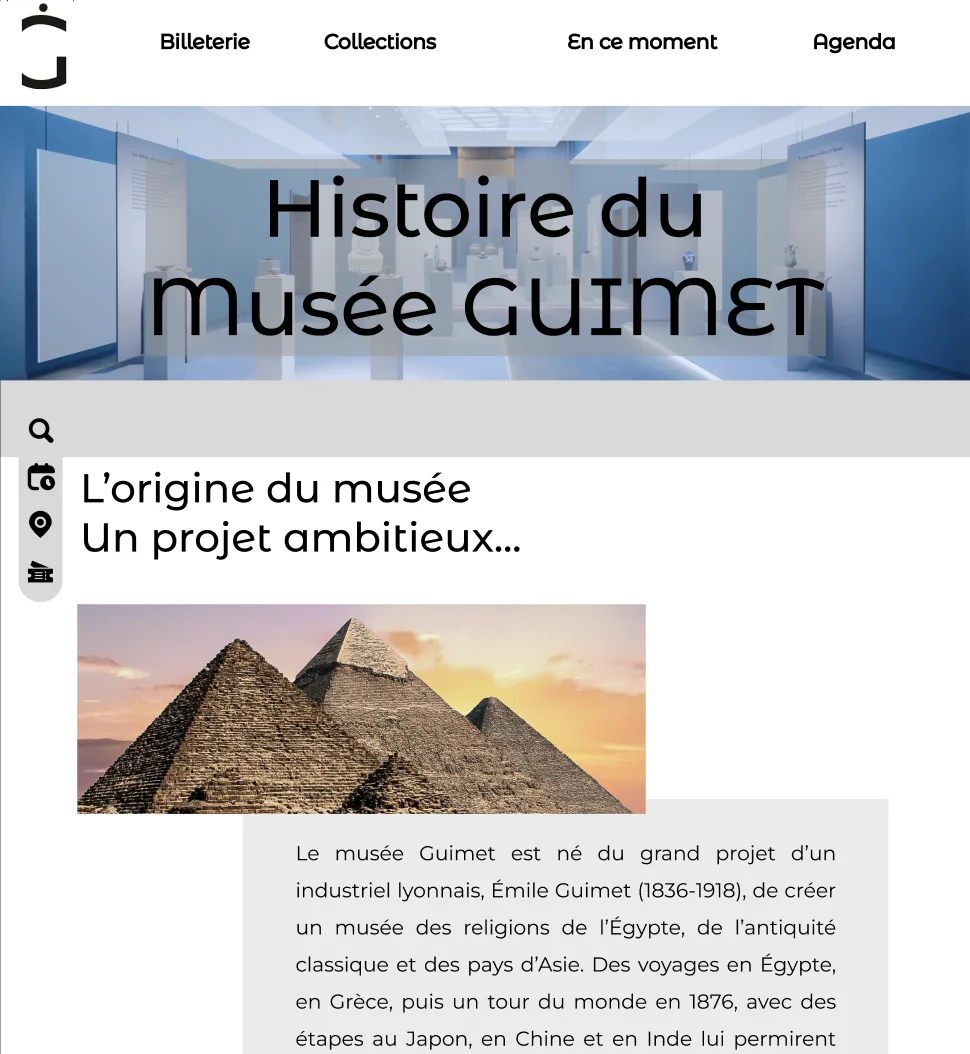 Billeterie
Collections
En ce moment
Agenda
Histoire du
Musée GUIMET
L’origine du musée
Un projet ambitieux...
Le musée Guimet est né du grand projet d’un
industriel lyonnais, Émile Guimet (1836-1918), de créer
un musée des religions de l’Égypte, de l’antiquité
classique et des pays d’Asie. Des voyages en Égypte,
en Grèce, puis un tour du monde en 1876, avec des
étapes au Japon, en Chine et en Inde lui permirent